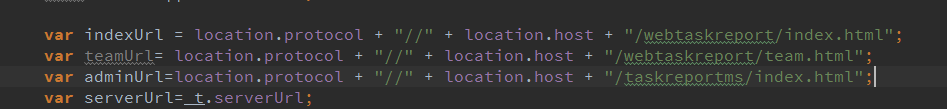 var indexUrl = location.protocol + "//" + location.host + "/webtaskreport/index.html";
var teamUrl= location.protocol + "//" + location.host + "/webtaskreport/team.html";
var adminUrl=location.protocol + "//" + location.host + "/taskreportms/index.html";
var serverUrl=_t.serverUrl;